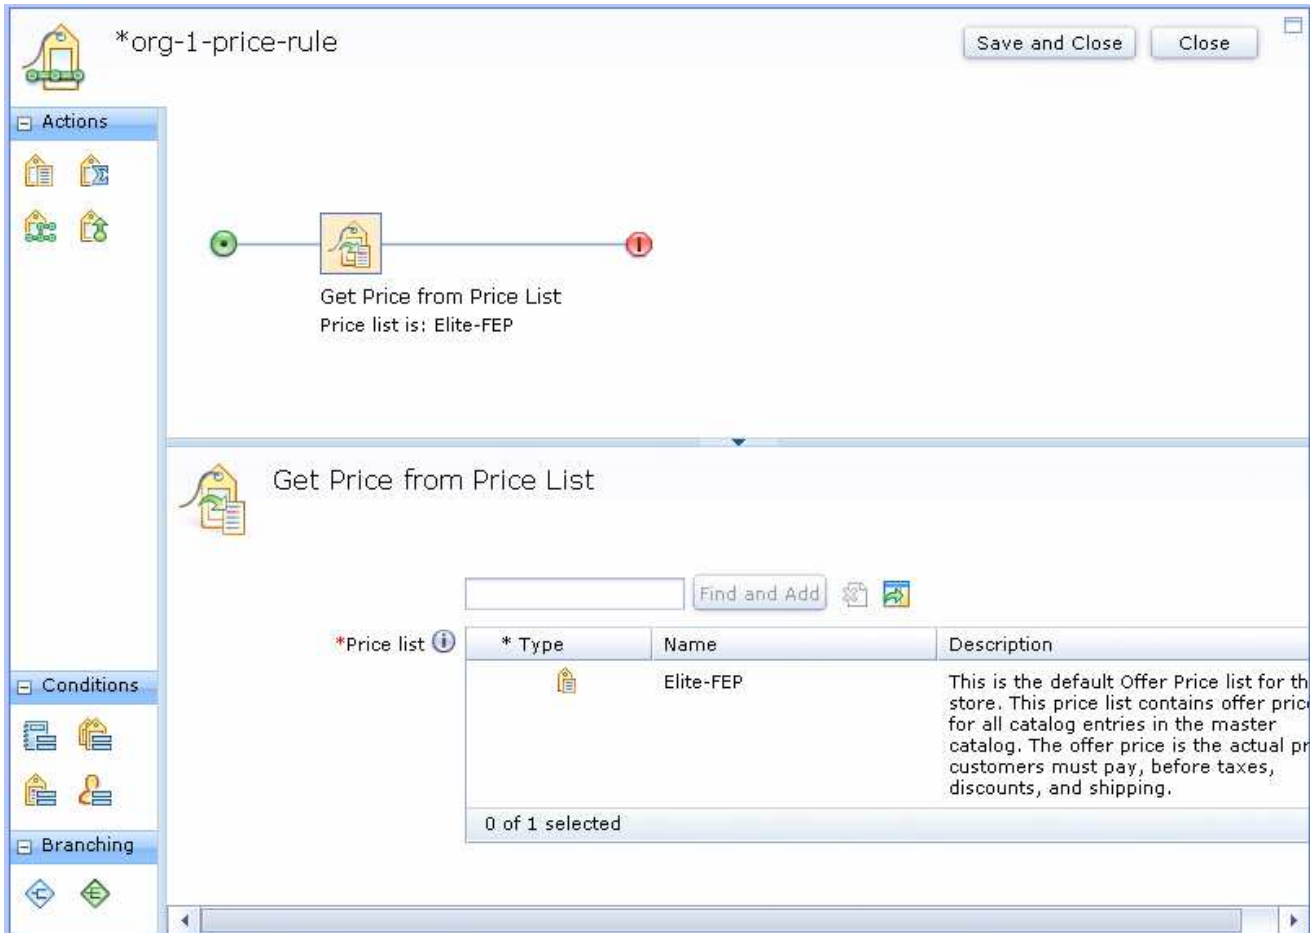 *org-1-price-rule
Save and Close
Close
Actions
Get Price from Price List
Price list is: Elite-FEP
Get Price from Price List
Find and Add
*Price list
* Type
Name
Description
Elite-FEP
This is the default Offer Price list for th
store. This price list contains offer pric
for all catalog entries in the master
catalog. The offer price is the actual pr
customers must pay, before taxes,
discounts, and shipping.
0 of 1 selected
Conditions
Branching